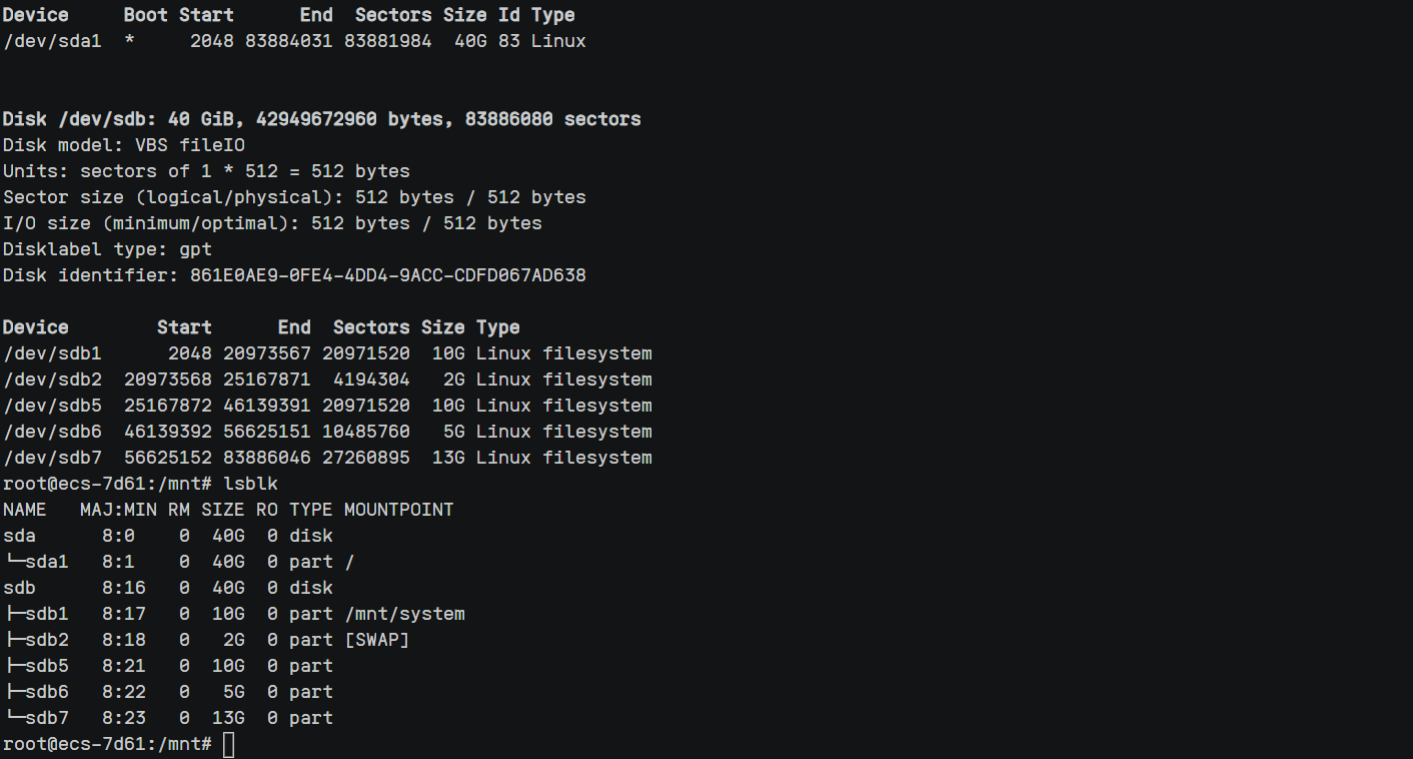 Device     Boot Start      End  Sectors Size Id Type
/dev/sda1  *     2048 83884031 83881984  40G 83 Linux
Disk /dev/sdb: 40 GiB, 42949672960 bytes, 83886080 sectors
Disk model: VBS fileIO
Units: sectors of 1 * 512 = 512 bytes
Sector size (logical/physical): 512 bytes / 512 bytes
I/O size (minimum/optimal): 512 bytes / 512 bytes
Disklabel type: gpt
Disk identifier: 861E0AE9-0FE4-4DD4-9ACC-CDFD067AD638
Device        Start      End  Sectors Size Type
/dev/sdb1      2048 20973567 20971520  10G Linux filesystem
/dev/sdb2  20973568 25167871  4194304   2G Linux filesystem
/dev/sdb5  25167872 46139391 20971520  10G Linux filesystem
/dev/sdb6  46139392 56625151 10485760   5G Linux filesystem
/dev/sdb7  56625152 83886046 27260895  13G Linux filesystem
root@ecs-7d61:/mnt# lsblk
NAME   MAJ:MIN RM SIZE RO TYPE MOUNTPOINT
sda      8:0    0  40G  0 disk
└─sda1   8:1    0  40G  0 part /
sdb      8:16   0  40G  0 disk
├─sdb1   8:17   0  10G  0 part /mnt/system
├─sdb2   8:18   0   2G  0 part [SWAP]
├─sdb5   8:21   0  10G  0 part
├─sdb6   8:22   0   5G  0 part
└─sdb7   8:23   0  13G  0 part
root@ecs-7d61:/mnt#